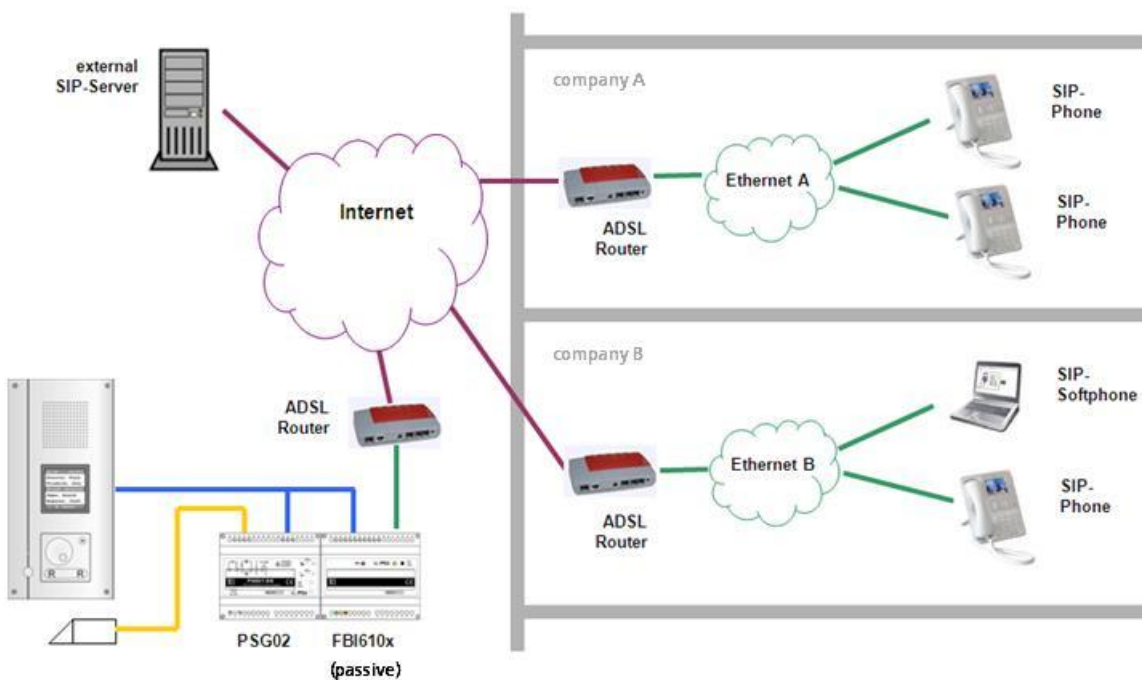 external
SIP-Server
Internet
company A
ADSL
Router
Ethernet A
SIP-
Phone
SIP-
Phone
company B
ADSL
Router
Ethernet B
SIP-
Softphone
SIP-
Phone
ADSL
Router
R R
PSG02
FBI610x
(passive)